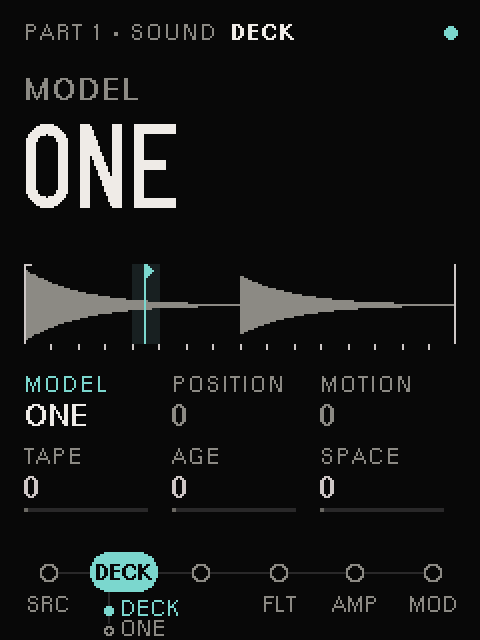 PART 1 · SOUND DECK
MODEL
ONE
MODEL POSITION MOTION
ONE 0 0
TAPE AGE SPACE
0 0 0
DECK
SRC DECK FLT AMP MOD
ONE